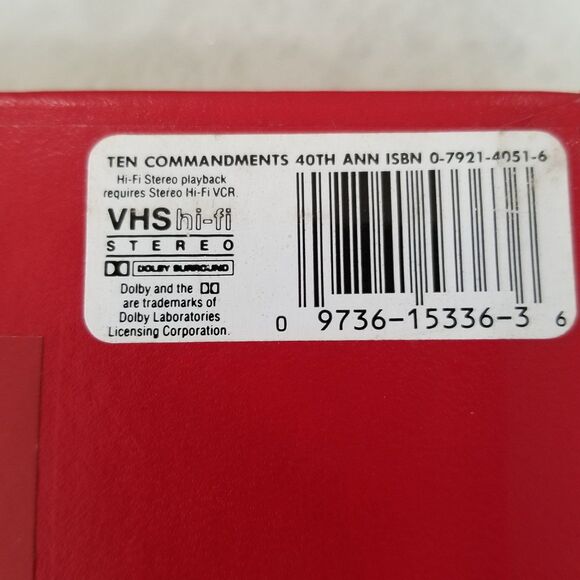 TEN COMMANDMENTS 40TH ANN ISBN 0-7921-4051-6
Hi-Fi Stereo playback
requires Stereo Hi-Fi VCR.
VHS hi-fi
STEREO
DOLBY SURROUND
Dolby and the
are trademarks of
Dolby Laboratories
Licensing Corporation.
0 9736-15336-3 6